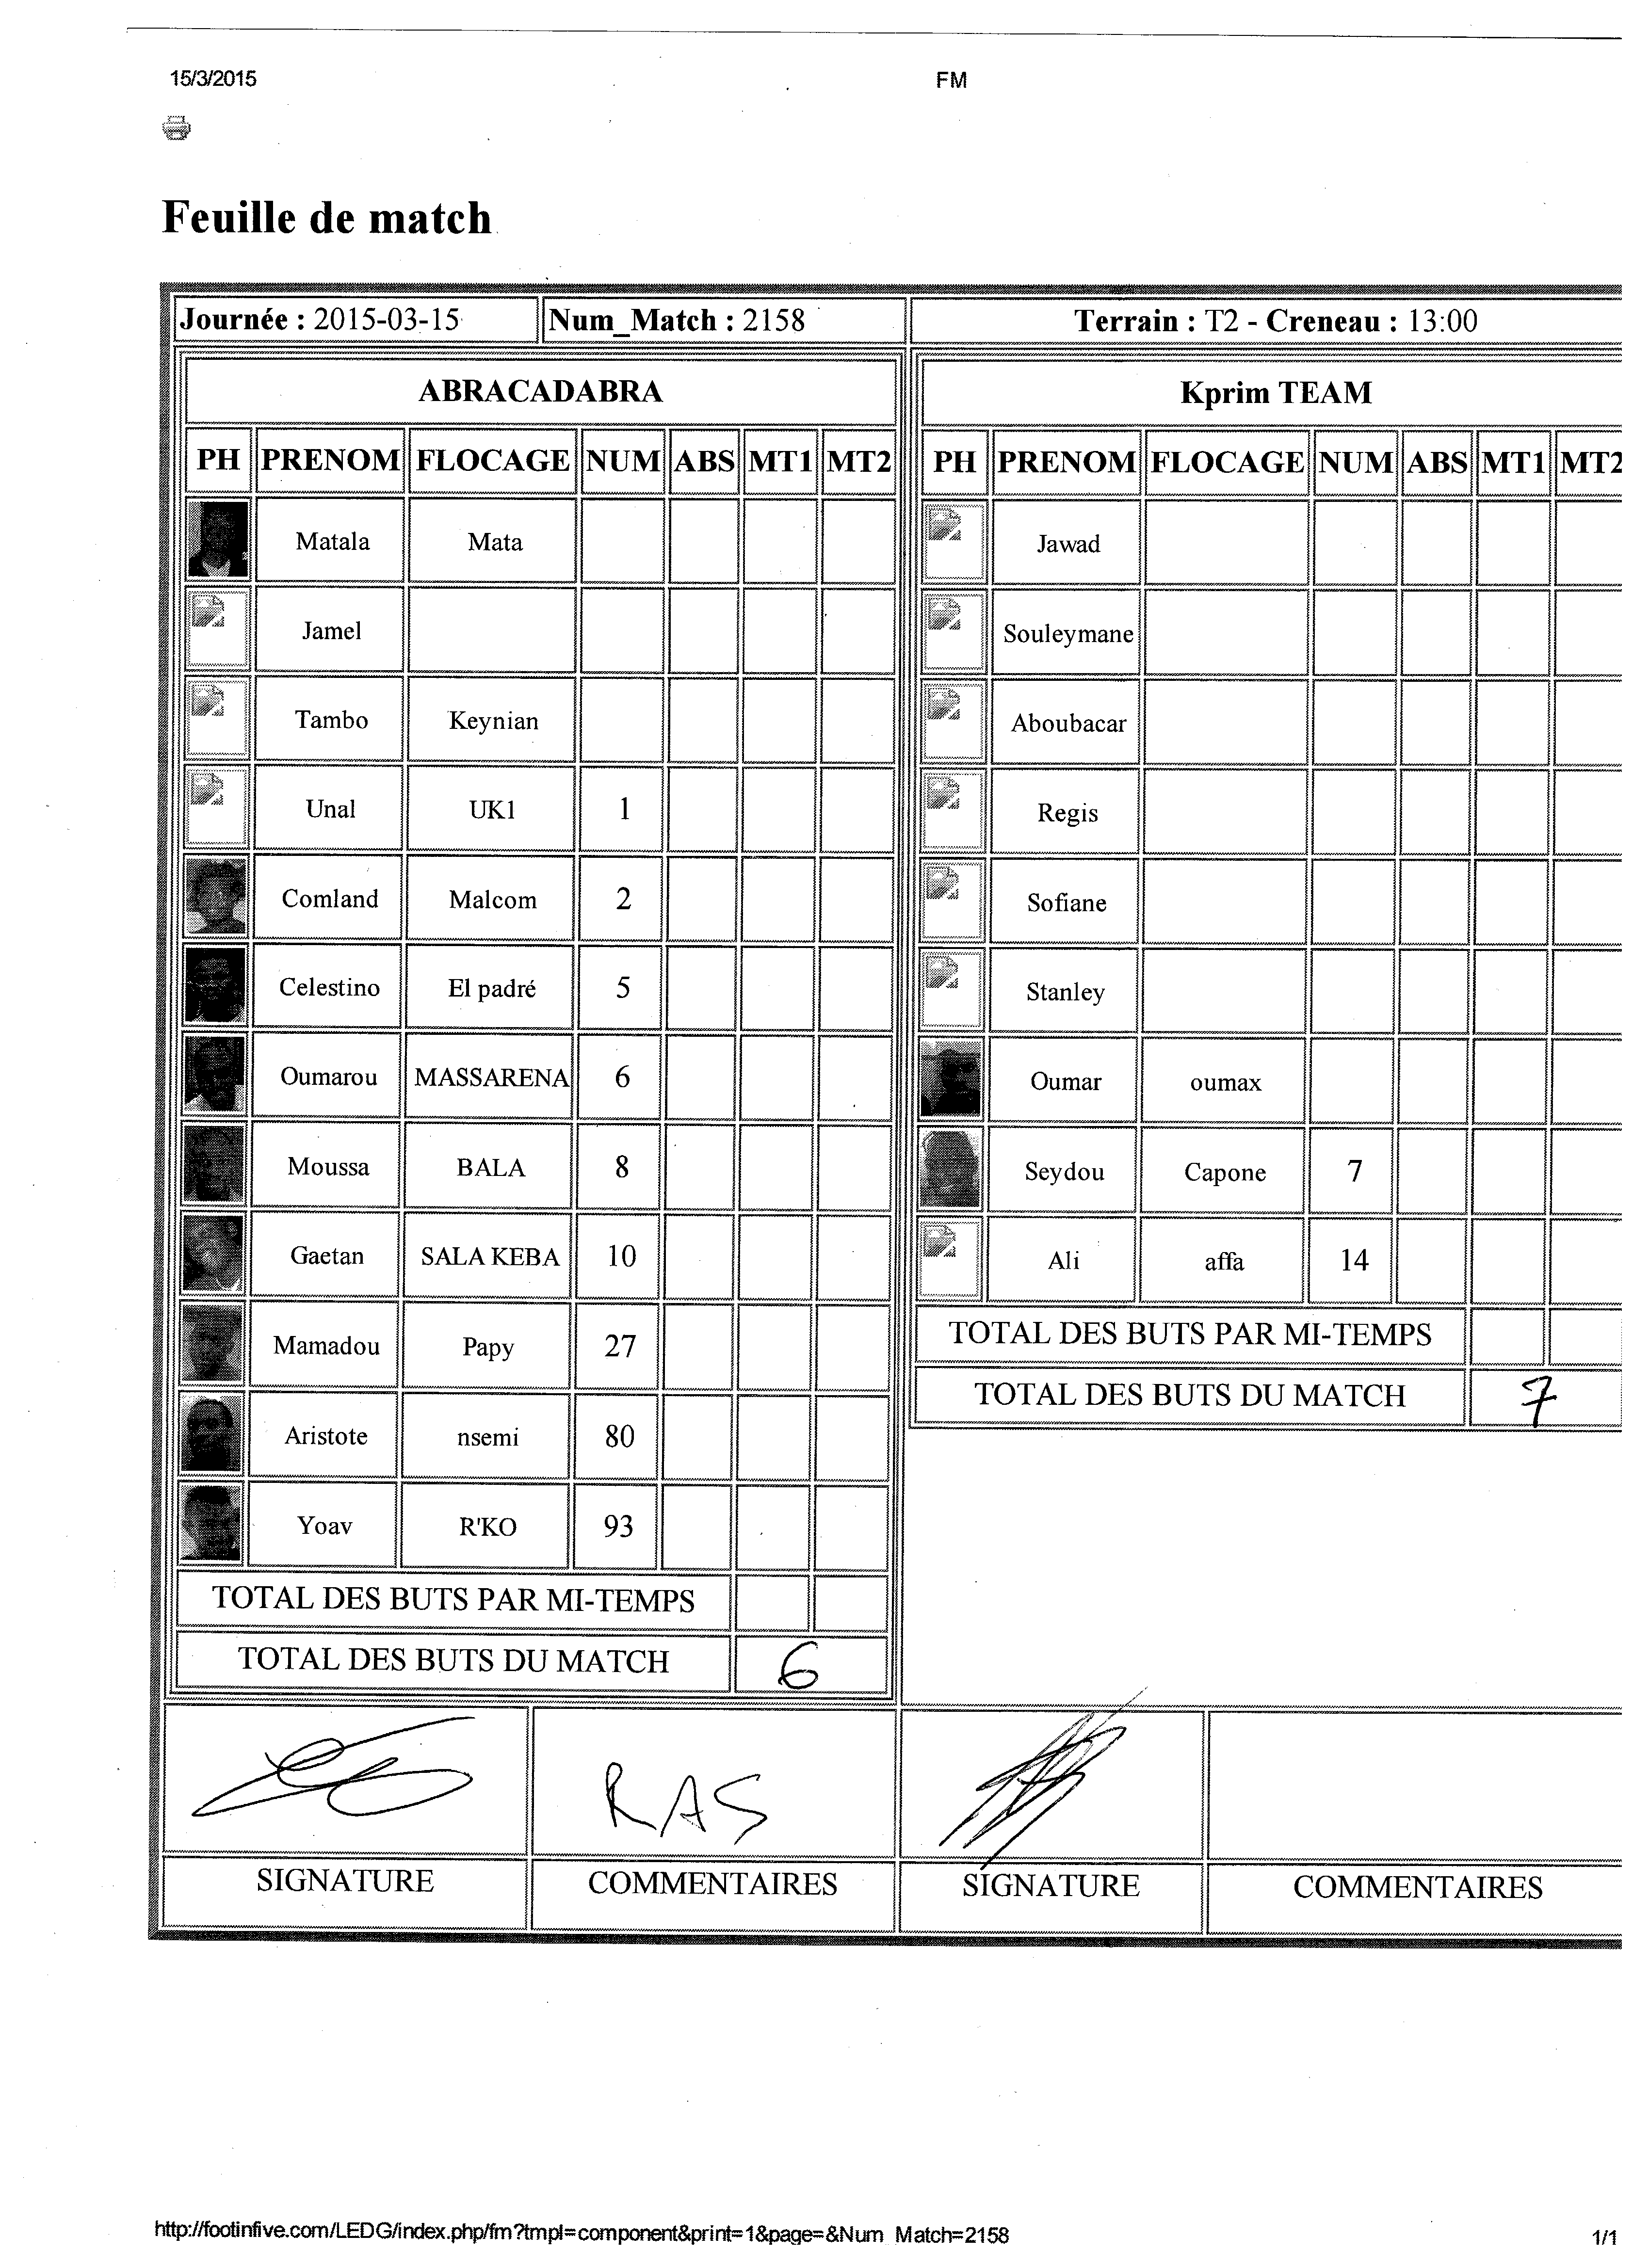 15/3/2015 FM
Feuille de match
Journée : 2015-03-15 Num_Match : 2158 Terrain : T2 - Creneau : 13:00
ABRACADABRA
PH PRENOM FLOCAGE NUM ABS MT1 MT2
Matala Mata
Jamel
Tambo Keynian
Unal UK1 1
Comland Malcom 2
Celestino El padré 5
Oumarou MASSARENA 6
Moussa BALA 8
Gaetan SALA KEBA 10
Mamadou Papy 27
Aristote nsemi 80
Yoav R'KO 93
TOTAL DES BUTS PAR MI-TEMPS
TOTAL DES BUTS DU MATCH 6
Kprim TEAM
PH PRENOM FLOCAGE NUM ABS MT1 MT2
Jawad
Souleymane
Aboubacar
Regis
Sofiane
Stanley
Oumar oumax
Seydou Capone 7
Ali affa 14
TOTAL DES BUTS PAR MI-TEMPS
TOTAL DES BUTS DU MATCH 7
RAS
SIGNATURE COMMENTAIRES SIGNATURE COMMENTAIRES
http://footinfive.com/LEDG/index.php/fm?tmpl=component&print=1&page=&Num_Match=2158 1/1